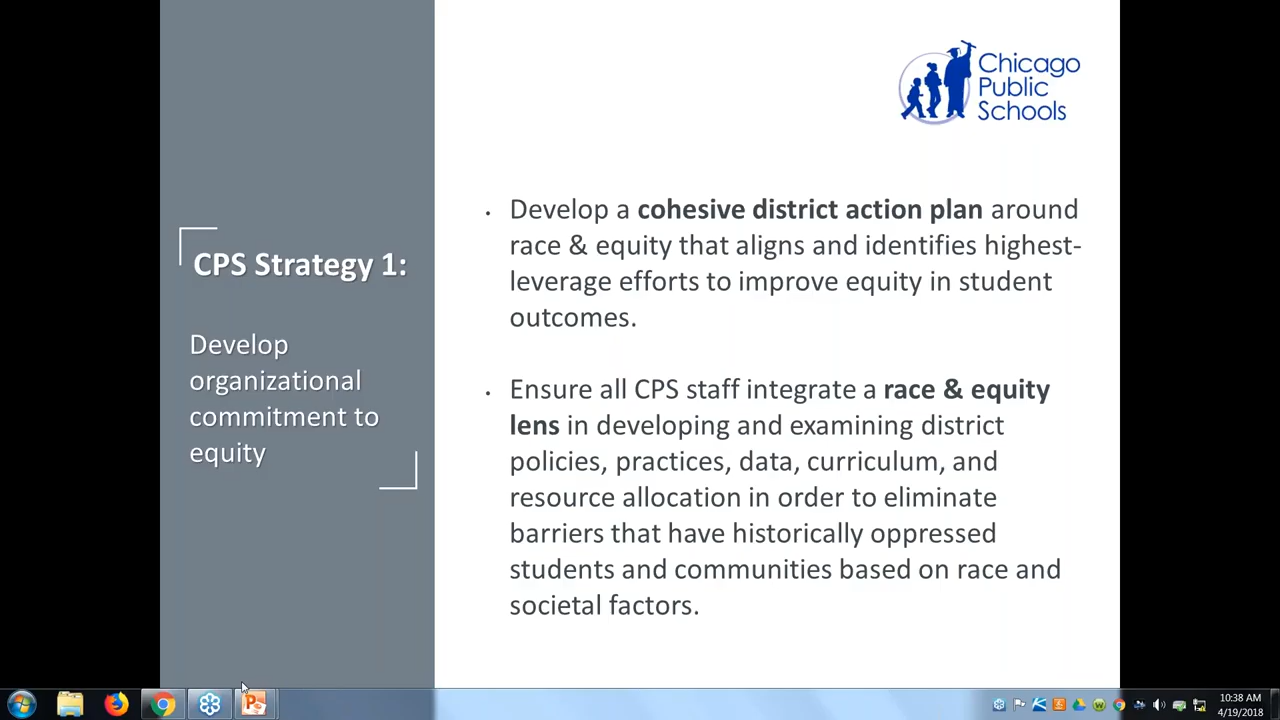 Chicago
Public
Schools
CPS Strategy 1:
Develop
organizational
commitment to
equity
• Develop a cohesive district action plan around
race & equity that aligns and identifies highest-
leverage efforts to improve equity in student
outcomes.
• Ensure all CPS staff integrate a race & equity
lens in developing and examining district
policies, practices, data, curriculum, and
resource allocation in order to eliminate
barriers that have historically oppressed
students and communities based on race and
societal factors.
10:38 AM
4/19/2018